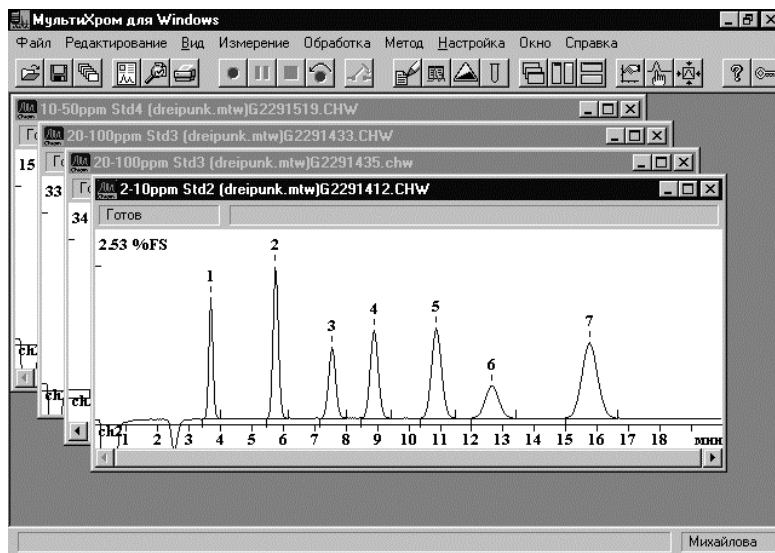 МультиХром для Windows
Файл Редактирование Вид Измерение Обработка Метод Настройка Окно Справка
10-50ppm Std4 (dreipunk.mtw)G2291519.CHW
20-100ppm Std3 (dreipunk.mtw)G2291433.CHW
20-100ppm Std3 (dreipunk.mtw)G2291435.chw
2-10ppm Std2 (dreipunk.mtw)G2291412.CHW
Готов
15
33
34
2.53 %FS
1 2 3 4 5 6 7
ch2
1 2 3 4 5 6 7 8 9 10 11 12 13 14 15 16 17 18 мин
Михайлова